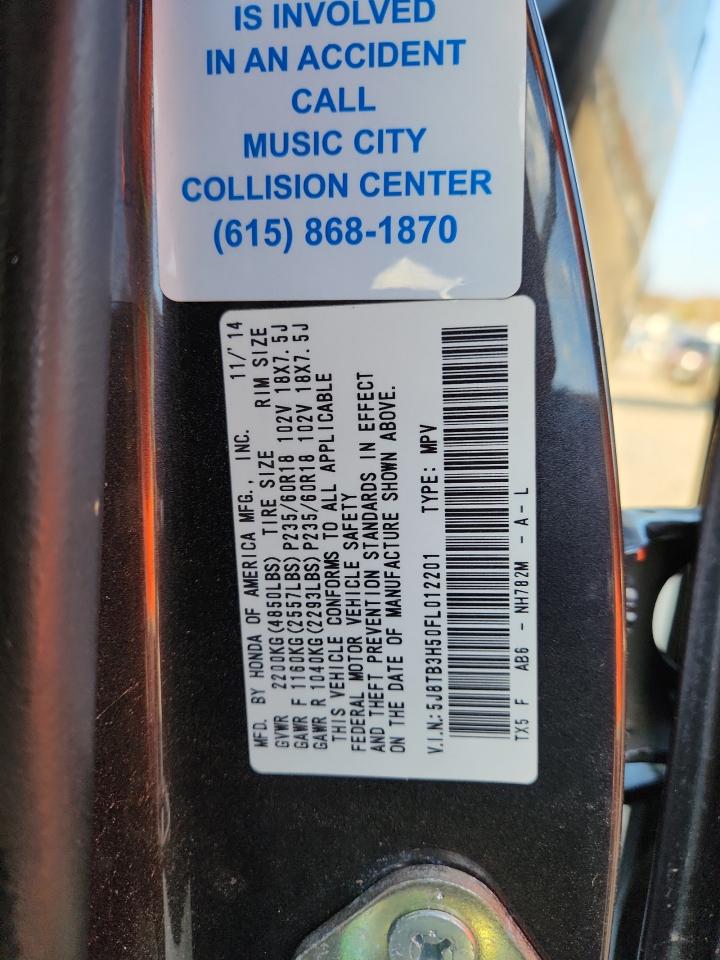 IS INVOLVED
IN AN ACCIDENT
CALL
MUSIC CITY
COLLISION CENTER
(615) 868-1870
MFD. BY HONDA OF AMERICA MFG., INC. 11/'14
GVWR 2200KG(4850LBS) TIRE SIZE RIM SIZE
GAWR F 1160KG(2557LBS)P235/60R18 102V 18X7.5J
GAWR R 1040KG(2293LBS)P235/60R18 102V 18X7.5J
THIS VEHICLE CONFORMS TO ALL APPLICABLE
FEDERAL MOTOR VEHICLE SAFETY
AND THEFT PREVENTION STANDARDS IN EFFECT
ON THE DATE OF MANUFACTURE SHOWN ABOVE.
V.I.N:5J8TB3H50FL012201 TYPE: MPV
TX5 F AB6 - NH782M - A - L